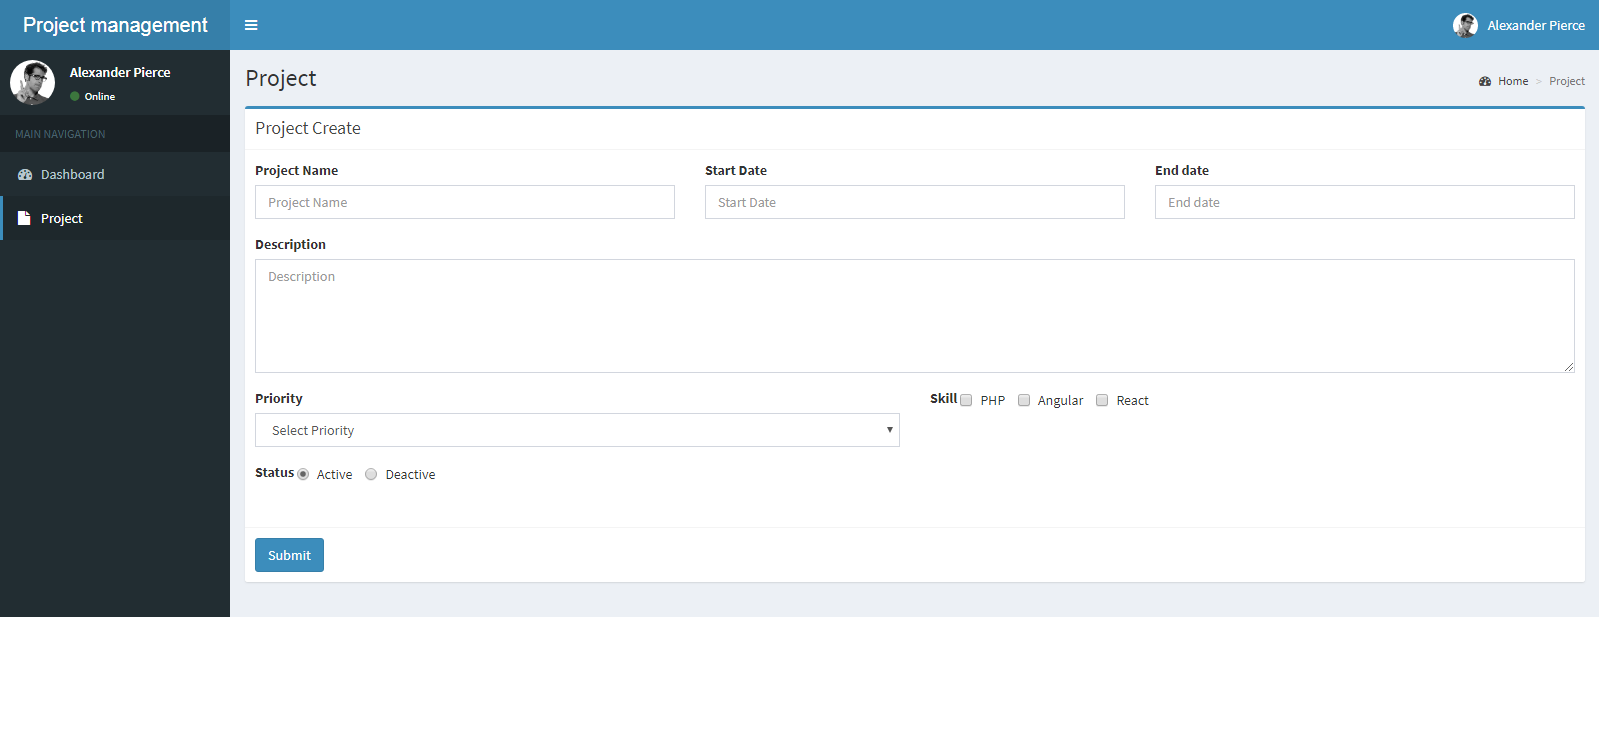 Project management
Alexander Pierce
Alexander Pierce
Online
MAIN NAVIGATION
Dashboard
Project
Project
Home > Project
Project Create
Project Name
Start Date
End date
Project Name
Start Date
End date
Description
Description
Priority
Skill PHP Angular React
Select Priority
Status Active Deactive
Submit